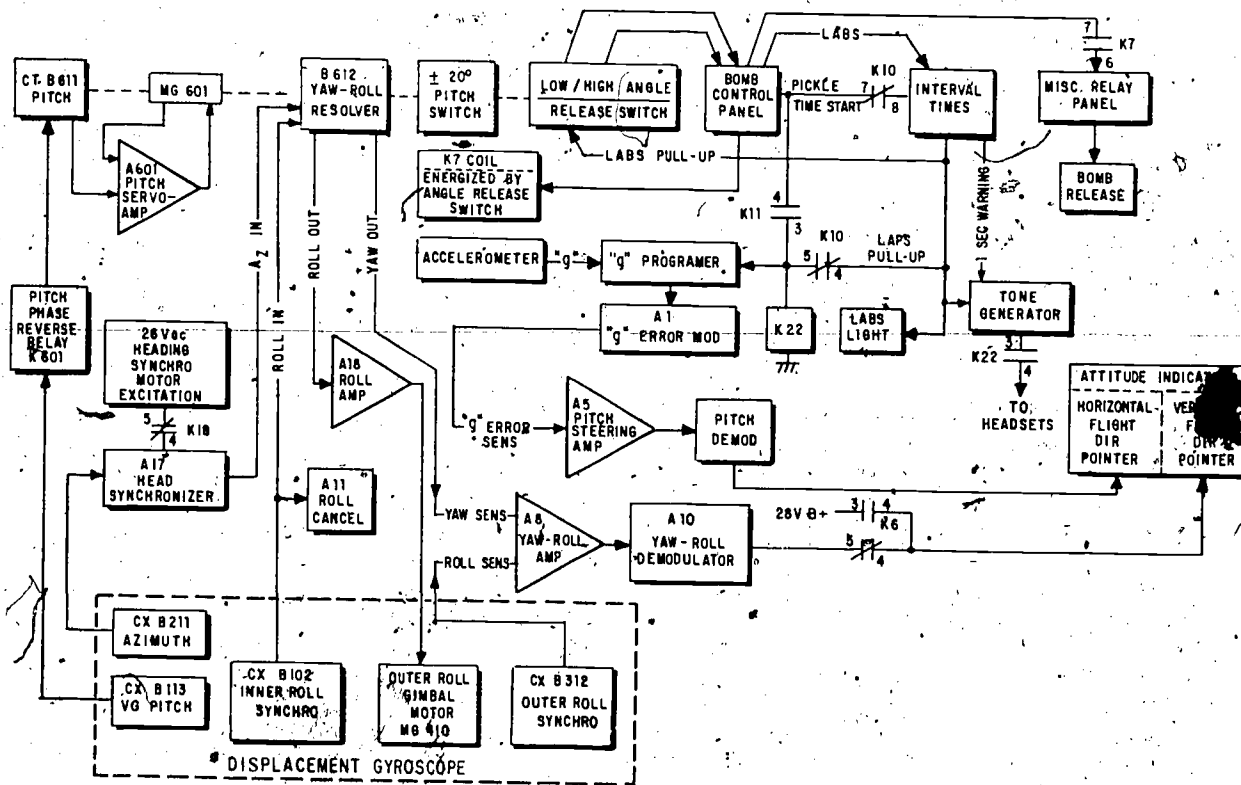 CT B611
PITCH
MG 601
B 612
YAW-ROLL
RESOLVER
± 20°
PITCH
SWITCH
LOW / HIGH ANGLE
RELEASE SWITCH
BOMB
CONTROL
PANEL
LABS
PICKLE
TIME START
7
K10
8
INTERVAL
TIMES
7
K7
6
MISC. RELAY
PANEL
BOMB
RELEASE
LABS PULL-UP
K7 COIL
ENERGIZED BY
ANGLE RELEASE
SWITCH
A601
PITCH
SERVO-
AMP
AZ IN
ROLL IN
ROLL OUT
YAW OUT
4
K11
3
1 SEC WARNING
ACCELEROMETER
"g"
"g" PROGRAMER
K10
5
4
LAPS
PULL-UP
A1
"g" ERROR MOD
K22
LABS
LIGHT
TONE
GENERATOR
3
K22
4
TO
HEADSETS
PITCH
PHASE
REVERSE-
RELAY
K601
26 Vac
HEADING
SYNCHRO
MOTOR
EXCITATION
5
K18
4
A17
HEAD
SYNCHRONIZER
A18
ROLL
AMP
A11
ROLL
CANCEL
"g" ERROR
SENS
A5
PITCH
STEERING
AMP
PITCH
DEMOD
ATTITUDE
HORIZONTAL-
FLIGHT
DIR
POINTER
DIR
POINTER
YAW SENS
ROLL SENS
A8
YAW-ROLL
AMP
A10
YAW-ROLL
DEMODULATOR
28V B+
3
4
K6
5
4
CX B211
AZIMUTH
CX B113
VG PITCH
CX B102
INNER ROLL
SYNCHRO
OUTER ROLL
GIMBAL
MOTOR
MG 410
CX B312
OUTER ROLL
SYNCHRO
DISPLACEMENT GYROSCOPE